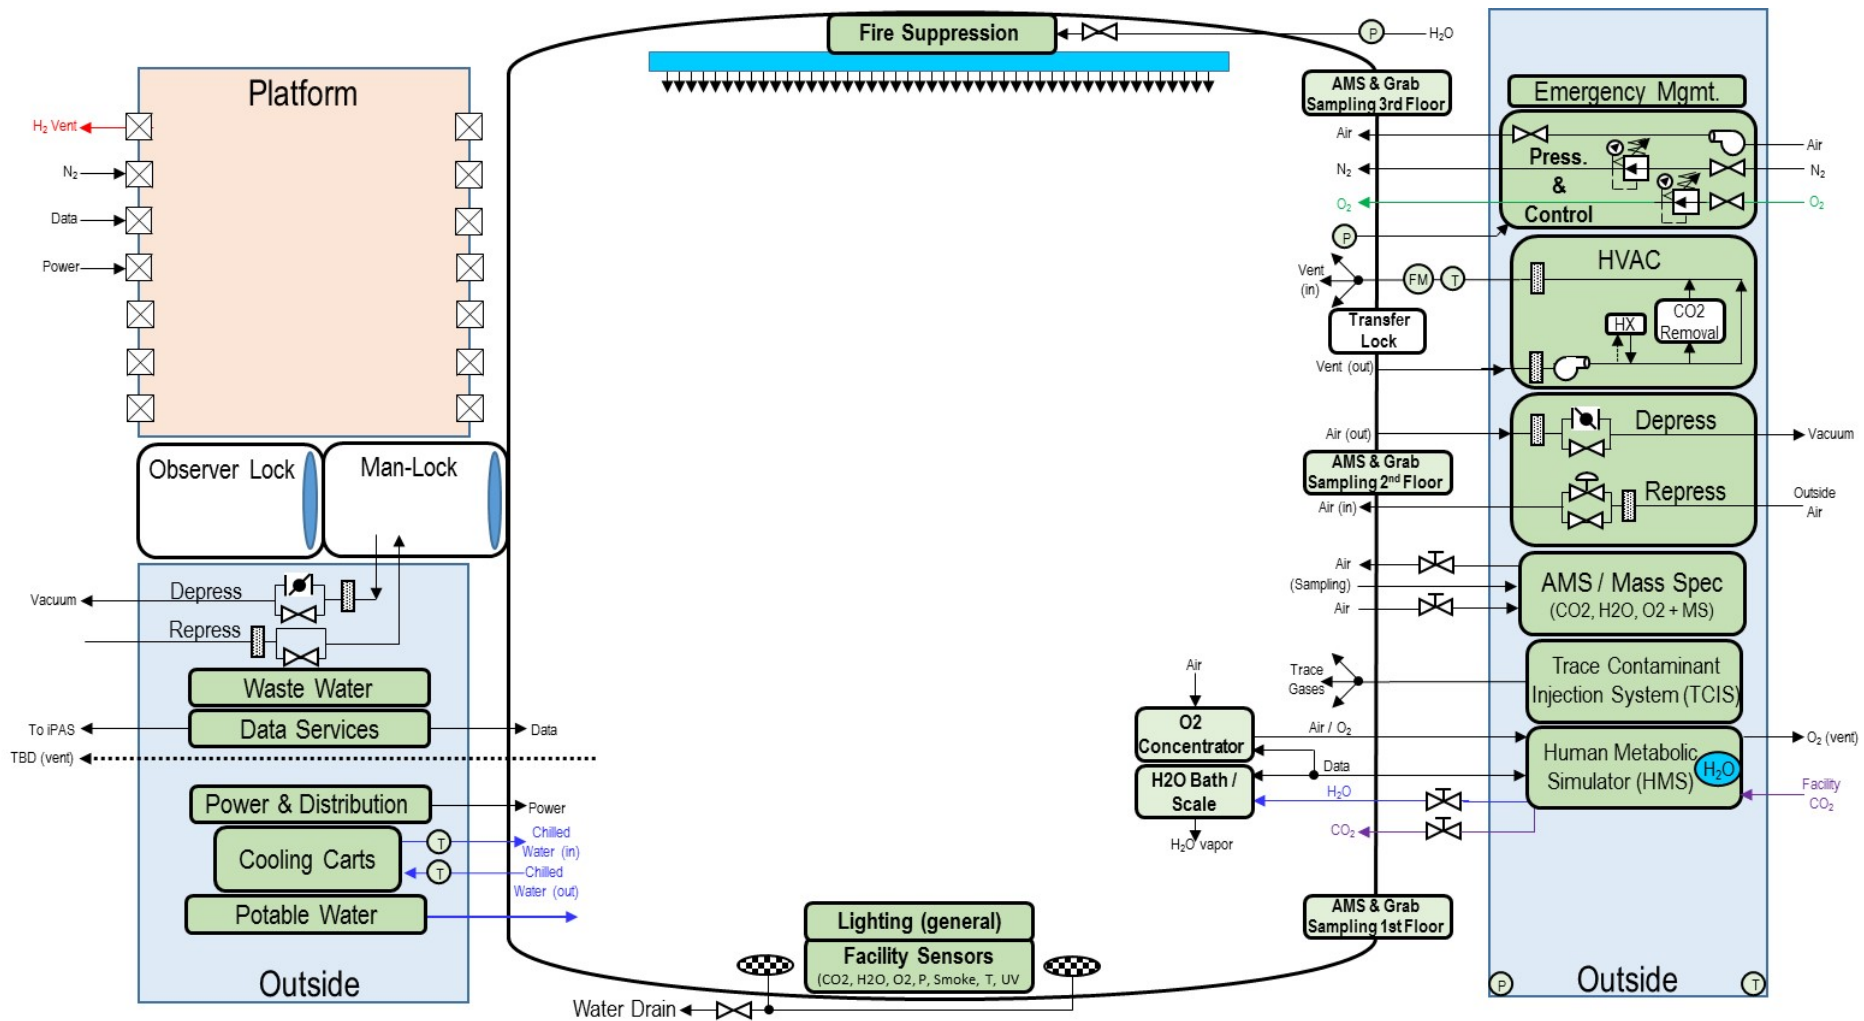 Fire Suppression
P
H2O
Platform
H2 Vent
N2
Data
Power
AMS & Grab
Sampling 3rd Floor
Emergency Mgmt.
Air
Air
Press.
&
Control
N2
N2
O2
O2
P
HVAC
Vent
(in)
FM
T
HX
CO2
Removal
Transfer
Lock
Vent (out)
Observer Lock
Man-Lock
Air (out)
Depress
Vacuum
AMS & Grab
Sampling 2nd Floor
Repress
Outside
Air
Air (in)
Vacuum
Depress
Repress
Air
(Sampling)
Air
AMS / Mass Spec
(CO2, H2O, O2 + MS)
Waste Water
To iPAS
Data Services
Data
TBD (vent)
Air
Trace
Gases
Trace Contaminant
Injection System (TCIS)
O2
Concentrator
Air / O2
Human Metabolic
Simulator (HMS)
H2O
O2 (vent)
Data
H2O Bath /
Scale
H2O
Facility
CO2
CO2
H2O vapor
Power & Distribution
Power
Cooling Carts
T
Chilled
Water (in)
T
Chilled
Water (out)
Potable Water
Lighting (general)
Facility Sensors
(CO2, H2O, O2, P, Smoke, T, UV
AMS & Grab
Sampling 1st Floor
Outside
Water Drain
P
Outside
T